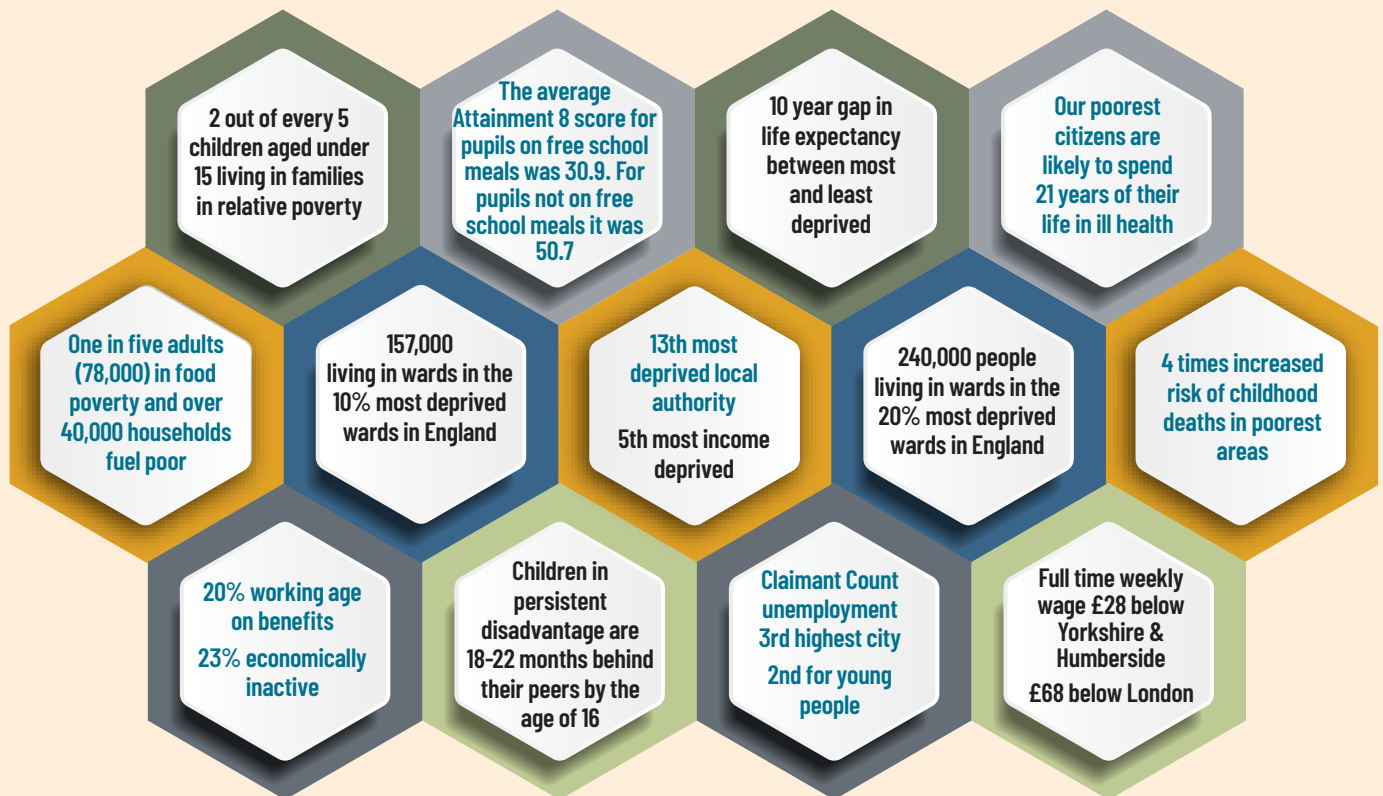 2 out of every 5
children aged under
15 living in families
in relative poverty
The average
Attainment 8 score for
pupils on free school
meals was 30.9. For
pupils not on free
school meals it was
50.7
10 year gap in
life expectancy
between most
and least
deprived
Our poorest
citizens are
likely to spend
21 years of their
life in ill health
One in five adults
(78,000) in food
poverty and over
40,000 households
fuel poor
157,000
living in wards in the
10% most deprived
wards in England
13th most
deprived local
authority
5th most income
deprived
240,000 people
living in wards in the
20% most deprived
wards in England
4 times increased
risk of childhood
deaths in poorest
areas
20% working age
on benefits
23% economically
inactive
Children in
persistent
disadvantage are
18-22 months behind
their peers by the
age of 16
Claimant Count
unemployment
3rd highest city
2nd for young
people
Full time weekly
wage £28 below
Yorkshire &
Humberside
£68 below London